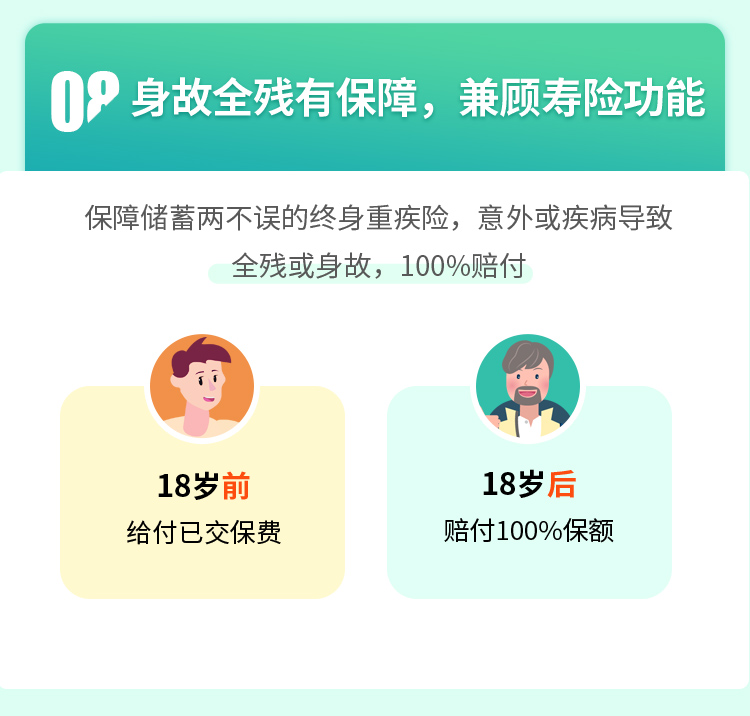 08 身故全残有保障，兼顾寿险功能
保障储蓄两不误的终身重疾险，意外或疾病导致
全残或身故，100%赔付
18岁前
给付已交保费
18岁后
赔付100%保额